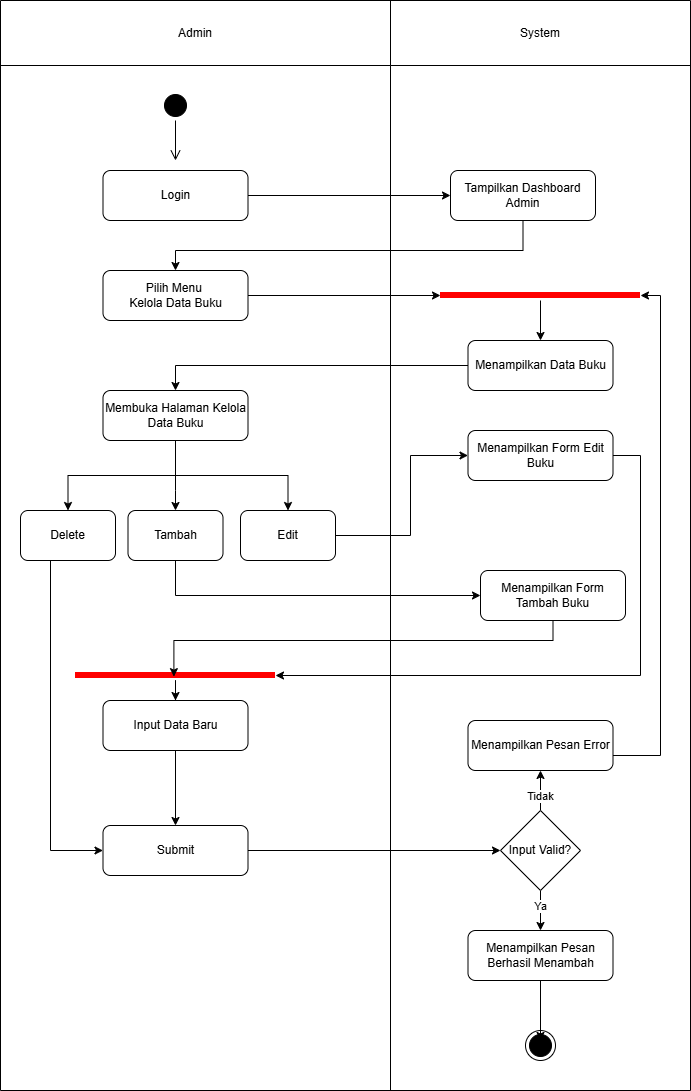 Admin
System
Login
Tampilkan Dashboard
Admin
Pilih Menu
Kelola Data Buku
Menampilkan Data Buku
Membuka Halaman Kelola
Data Buku
Menampilkan Form Edit
Buku
Delete
Tambah
Edit
Menampilkan Form
Tambah Buku
Input Data Baru
Menampilkan Pesan Error
Tidak
Submit
Input Valid?
Ya
Menampilkan Pesan
Berhasil Menambah